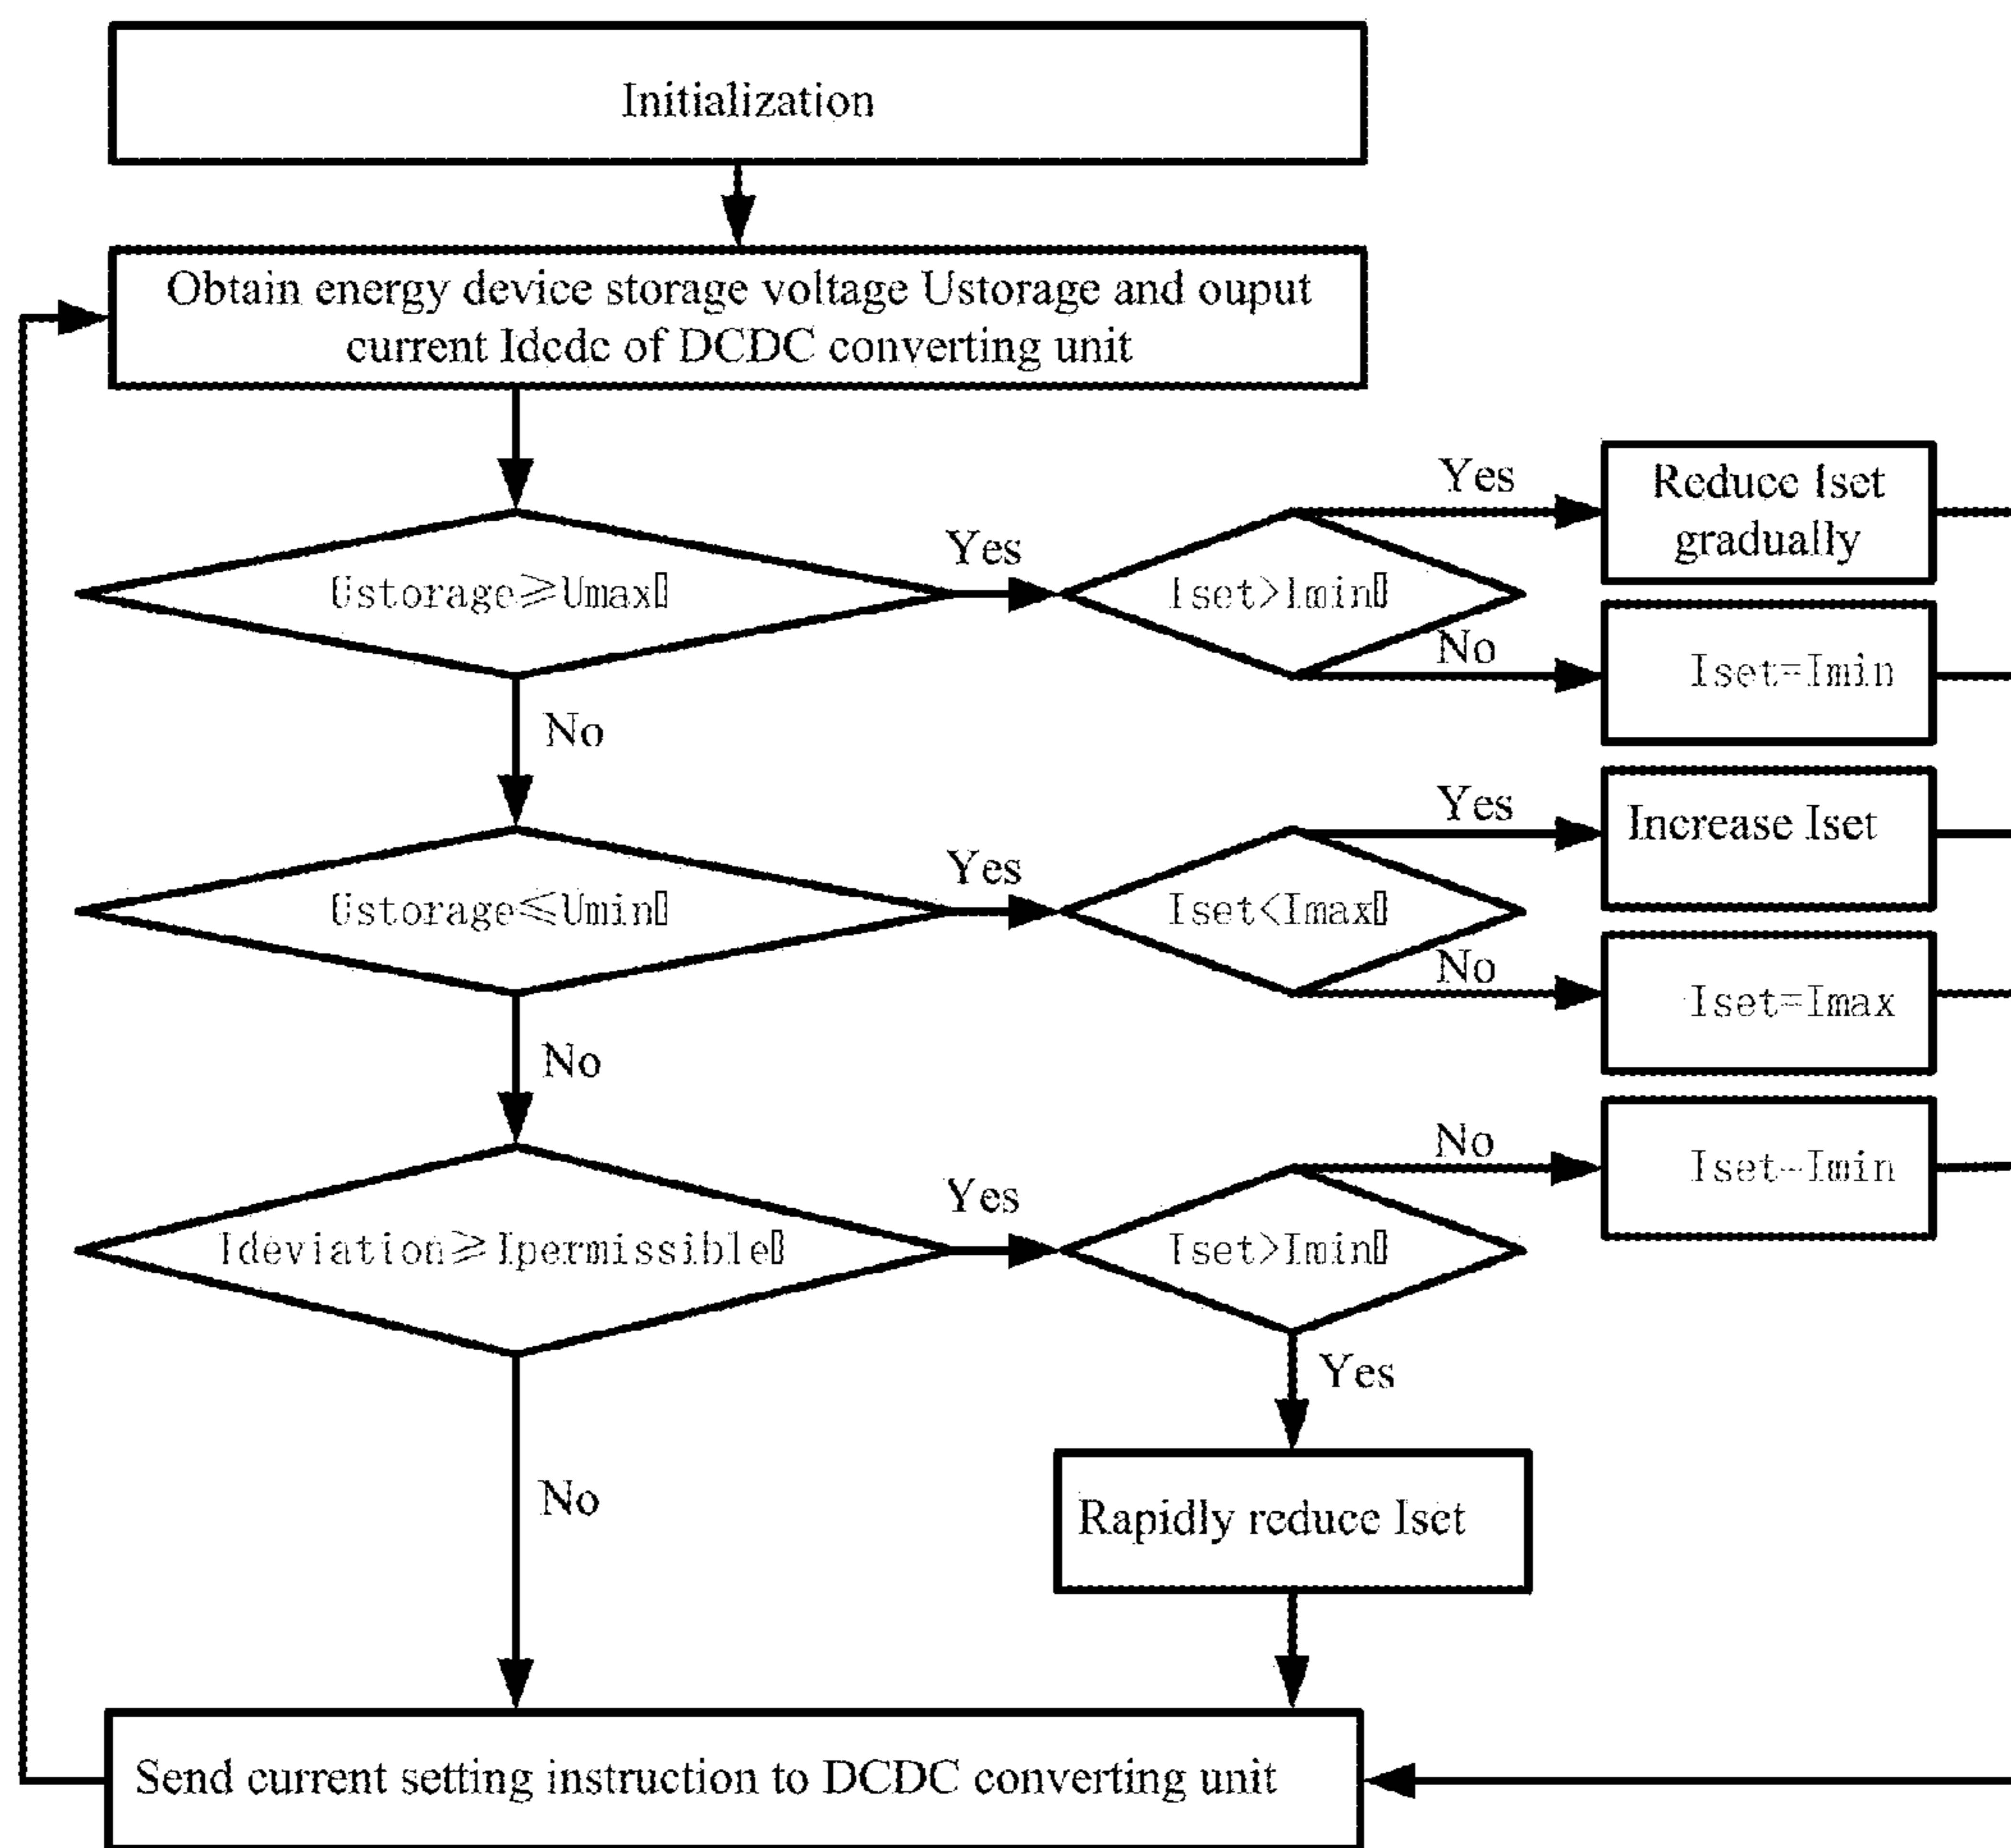 Initialization
Obtain energy device storage voltage Ustorage and ouput
current Idcdc of DCDC converting unit
Yes
Reduce Iset
gradually
Yes
Ustorage≥Umax▯
Iset>Imin▯
No
Iset=Imin
No
Yes
Increase Iset
Yes
Ustorage≤Umin▯
Iset<Imax▯
No
Iset=Imax
No
No
Iset=Imin
Yes
Ideviation≥Ipermissible▯
Iset>Imin▯
Yes
No
Rapidly reduce Iset
Send current setting instruction to DCDC converting unit